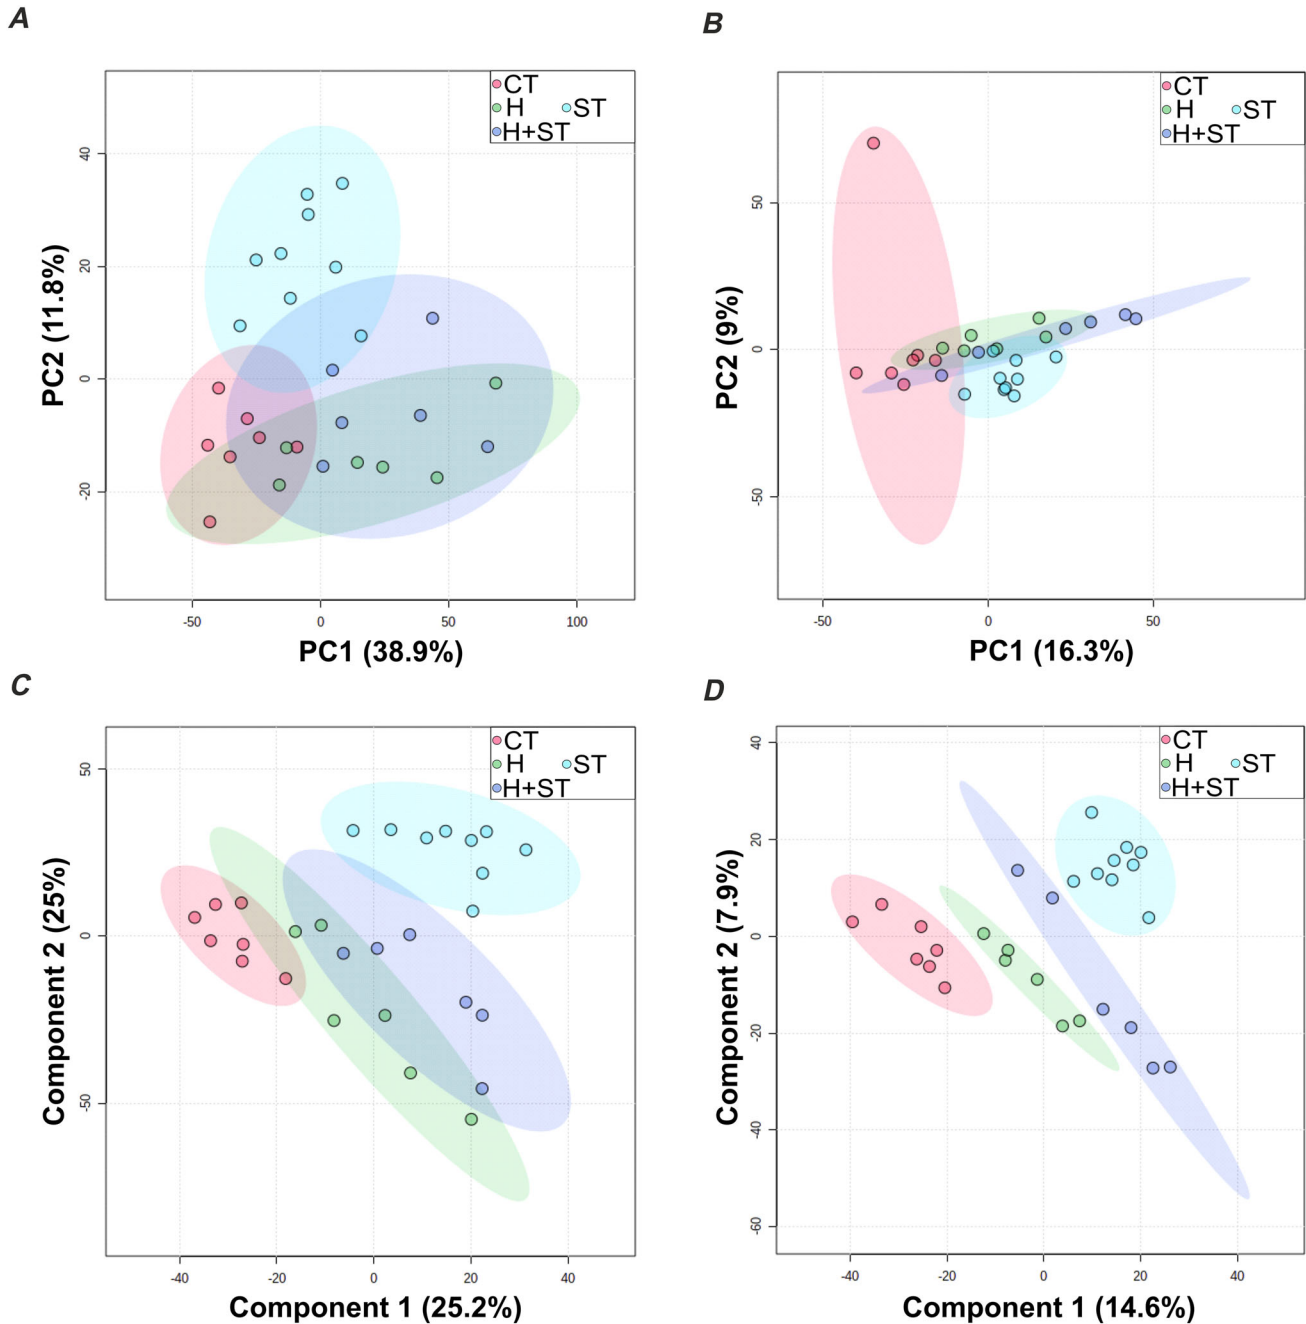 A
CT
H ST
H+ST
40
20
0
-20
PC2 (11.8%)
-50 0 50 100
PC1 (38.9%)
B
CT
H ST
H+ST
50
0
-50
PC2 (9%)
-50 0 50
PC1 (16.3%)
C
CT
H ST
H+ST
50
0
-50
Component 2 (25%)
-40 -20 0 20 40
Component 1 (25.2%)
D
CT
H ST
H+ST
40
20
0
-20
-40
-60
Component 2 (7.9%)
-40 -20 0 20 40
Component 1 (14.6%)